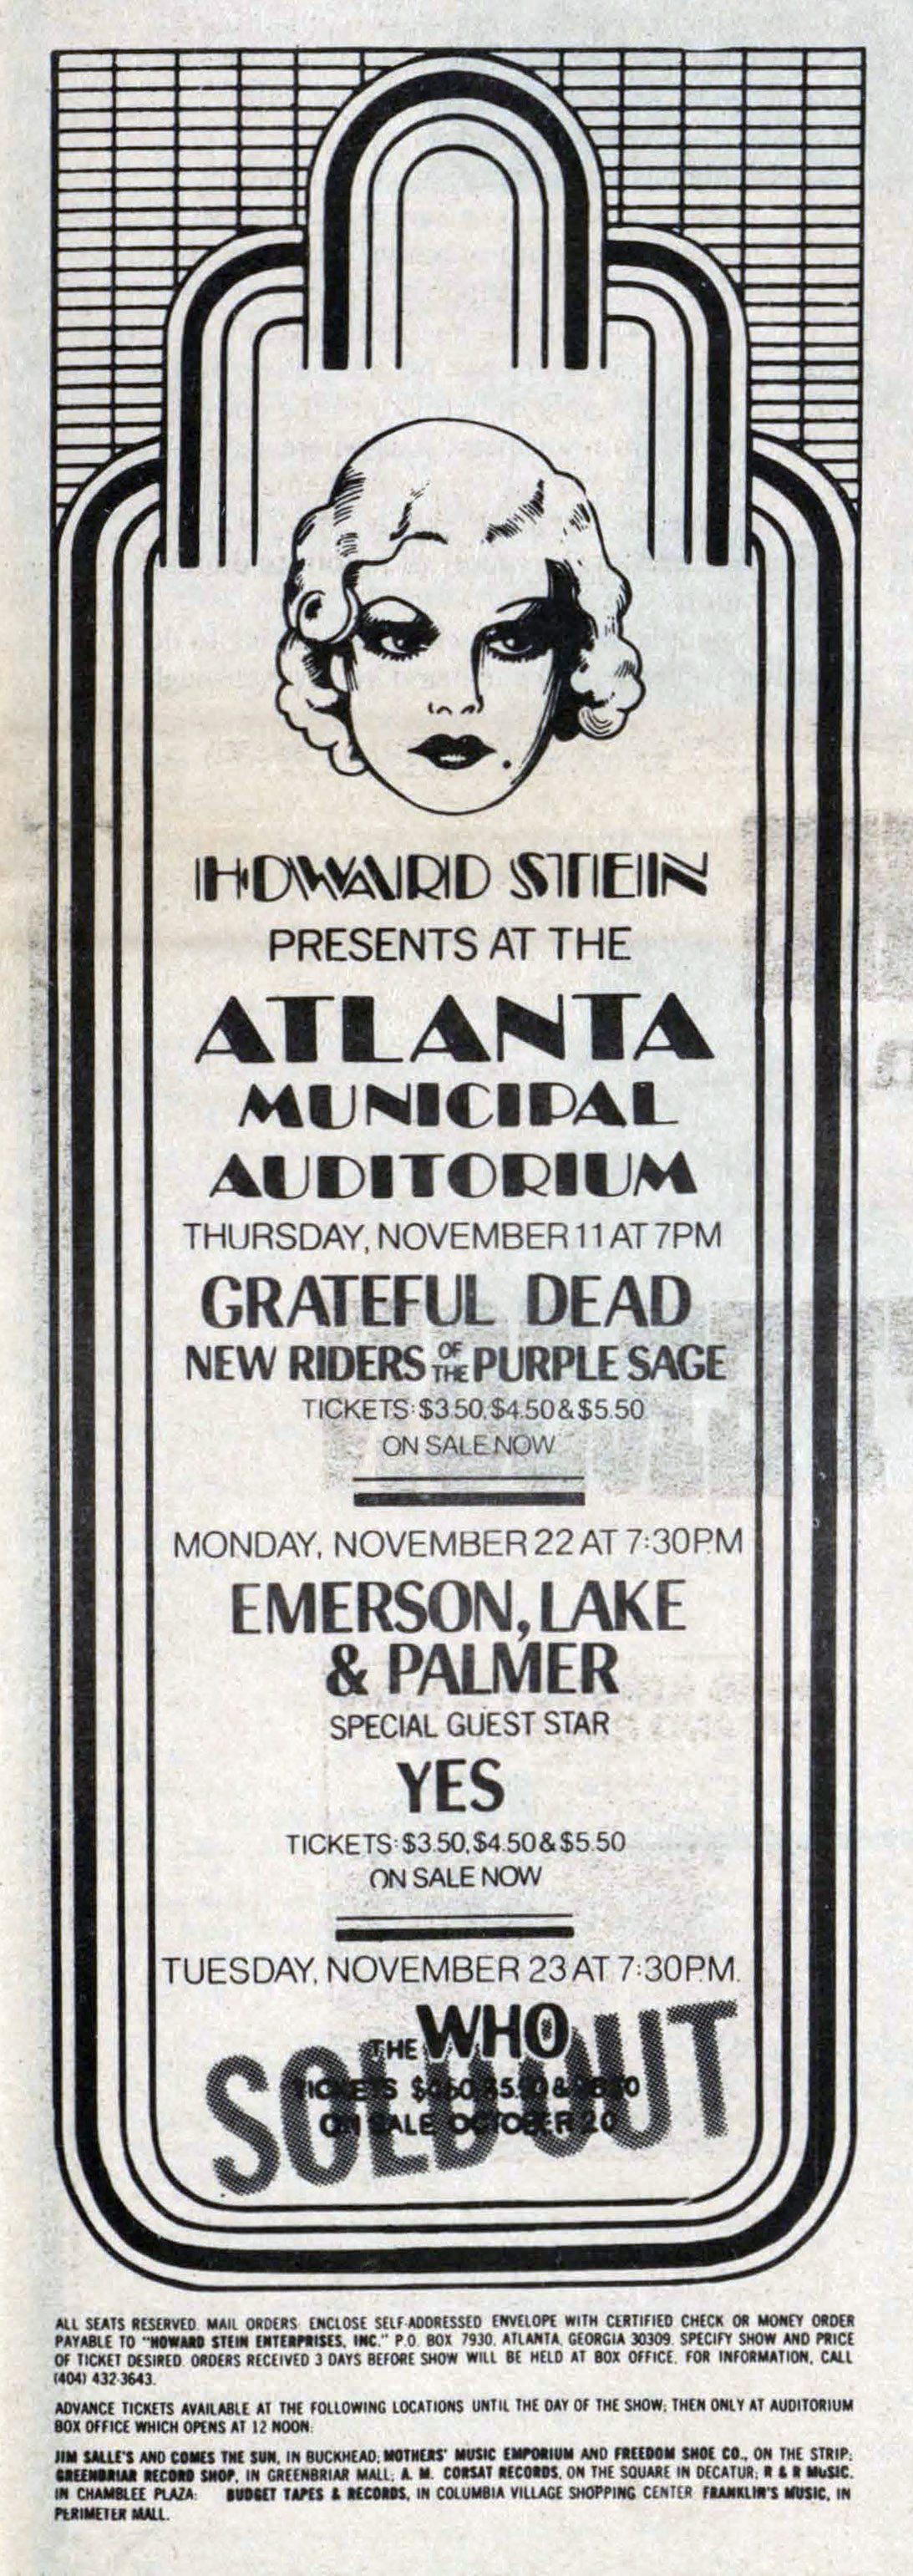 HOWARD STEIN
PRESENTS AT THE
ATLANTA
MUNICIPAL
AUDITORIUM
THURSDAY, NOVEMBER 11 AT 7PM
GRATEFUL DEAD
NEW RIDERS OF THE PURPLE SAGE
TICKETS: $3.50, $4.50 & $5.50
ON SALE NOW
MONDAY, NOVEMBER 22 AT 7:30P.M
EMERSON, LAKE
& PALMER
SPECIAL GUEST STAR
YES
TICKETS: $3.50, $4.50 & $5.50
ON SALE NOW
TUESDAY, NOVEMBER 23 AT 7:30P.M.
THE WHO
SOLD OUT
TICKETS
ON SALE OCTOBER 20
ALL SEATS RESERVED. MAIL ORDERS: ENCLOSE SELF-ADDRESSED ENVELOPE WITH CERTIFIED CHECK OR MONEY ORDER
PAYABLE TO "HOWARD STEIN ENTERPRISES, INC." P.O. BOX 7930, ATLANTA, GEORGIA 30309. SPECIFY SHOW AND PRICE
OF TICKET DESIRED. ORDERS RECEIVED 3 DAYS BEFORE SHOW WILL BE HELD AT BOX OFFICE. FOR INFORMATION, CALL
(404) 432-3643.
ADVANCE TICKETS AVAILABLE AT THE FOLLOWING LOCATIONS UNTIL THE DAY OF THE SHOW; THEN ONLY AT AUDITORIUM
BOX OFFICE WHICH OPENS AT 12 NOON:
JIM SALLE'S AND COMES THE SUN, IN BUCKHEAD; MOTHERS' MUSIC EMPORIUM AND FREEDOM SHOE CO., ON THE STRIP;
GREENBRIAR RECORD SHOP, IN GREENBRIAR MALL; A. M. CORSAT RECORDS, ON THE SQUARE IN DECATUR; R & R MUSIC,
IN CHAMBLEE PLAZA; BUDGET TAPES & RECORDS, IN COLUMBIA VILLAGE SHOPPING CENTER FRANKLIN'S MUSIC, IN
PERIMETER MALL.